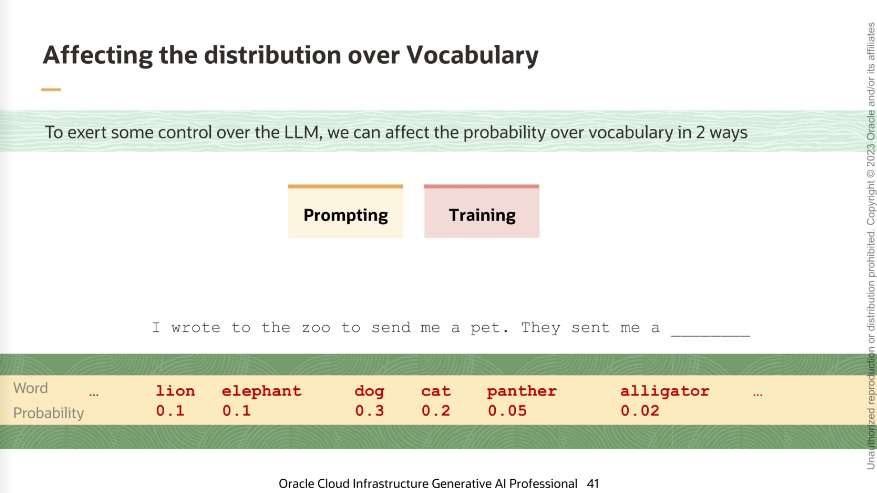 Affecting the distribution over Vocabulary
To exert some control over the LLM, we can affect the probability over vocabulary in 2 ways
Prompting Training
I wrote to the zoo to send me a pet. They sent me a ________
Word ... lion elephant dog cat panther alligator ...
Probability 0.1 0.1 0.3 0.2 0.05 0.02
Oracle Cloud Infrastructure Generative AI Professional 41
Unauthorized reproduction or distribution prohibited. Copyright © 2023 Oracle and/or its affiliates